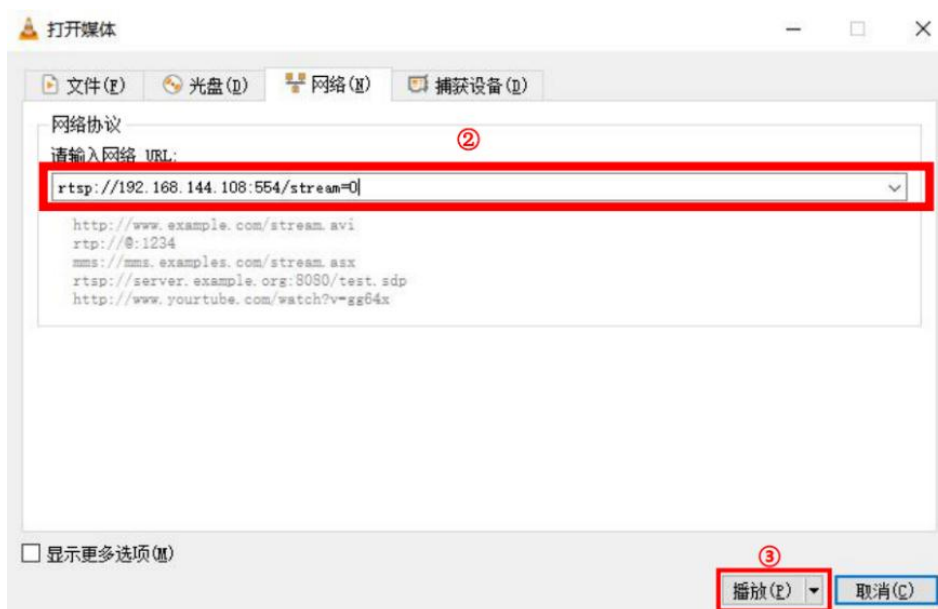 打开媒体
文件(F) 光盘(D) 网络(N) 捕获设备(D)
网络协议
②
请输入网络 URL:
rtsp://192.168.144.108:554/stream=0
http://www.example.com/stream.avi
rtp://@:1234
mms://mms.examples.com/stream.asx
rtsp://server.example.org:8080/test.sdp
http://www.yourtube.com/watch?v=gg64x
显示更多选项(M)
③
播放(P) 取消(C)